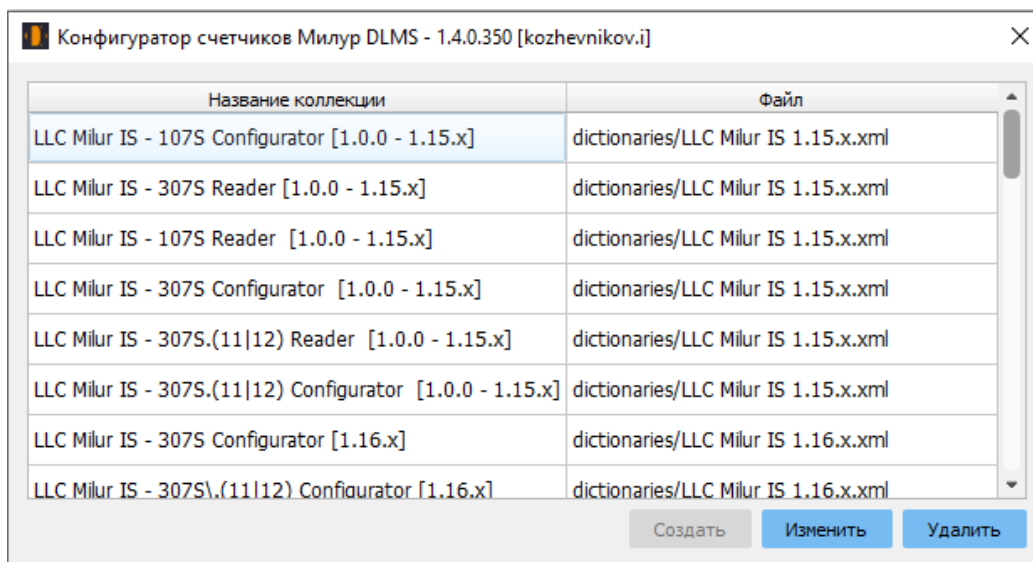 Конфигуратор счетчиков Милур DLMS - 1.4.0.350 [kozhevnikov.i]
Название коллекции Файл
LLC Milur IS - 107S Configurator [1.0.0 - 1.15.x] dictionaries/LLC Milur IS 1.15.x.xml
LLC Milur IS - 307S Reader [1.0.0 - 1.15.x] dictionaries/LLC Milur IS 1.15.x.xml
LLC Milur IS - 107S Reader  [1.0.0 - 1.15.x] dictionaries/LLC Milur IS 1.15.x.xml
LLC Milur IS - 307S Configurator  [1.0.0 - 1.15.x] dictionaries/LLC Milur IS 1.15.x.xml
LLC Milur IS - 307S.(11|12) Reader  [1.0.0 - 1.15.x] dictionaries/LLC Milur IS 1.15.x.xml
LLC Milur IS - 307S.(11|12) Configurator  [1.0.0 - 1.15.x] dictionaries/LLC Milur IS 1.15.x.xml
LLC Milur IS - 307S Configurator [1.16.x] dictionaries/LLC Milur IS 1.16.x.xml
LLC Milur IS - 307S\.(11|12) Configurator [1.16.x] dictionaries/LLC Milur IS 1.16.x.xml
Создать Изменить Удалить